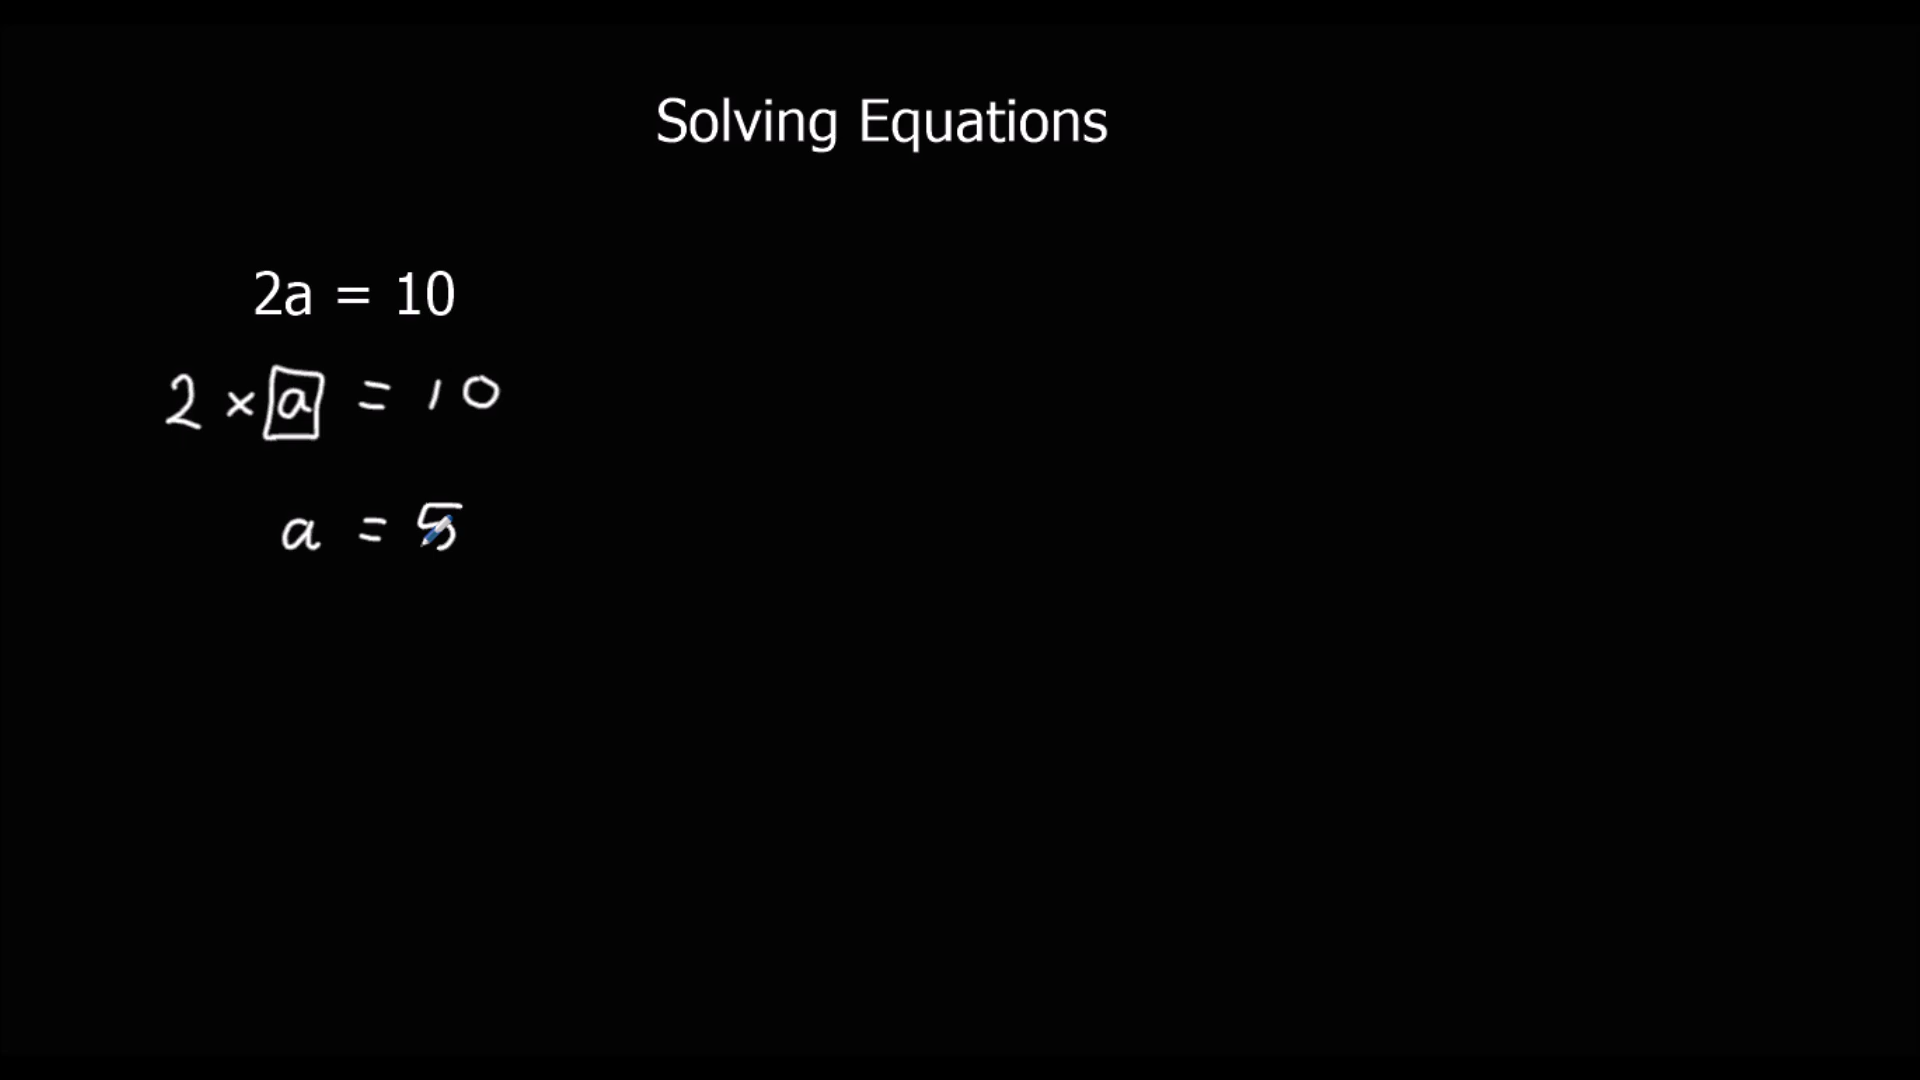 Solving Equations
2a = 10
2 × a = 10
a = 5